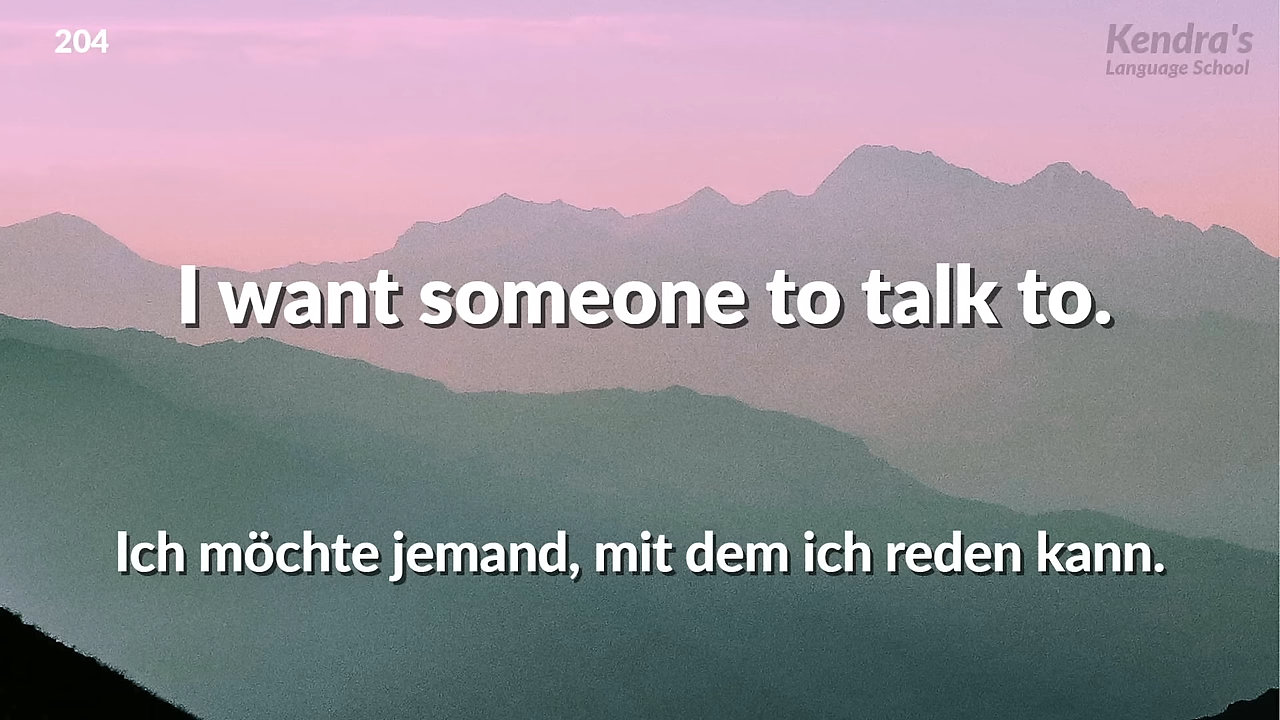 204
Kendra's
Language School
I want someone to talk to.
Ich möchte jemand, mit dem ich reden kann.